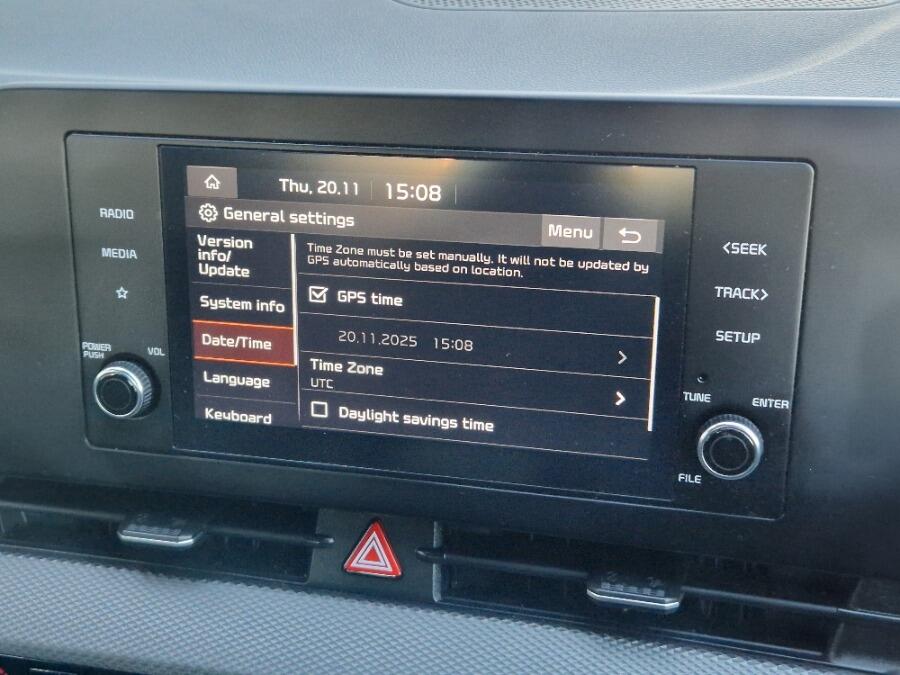 Thu, 20.11 15:08
General settings Menu
Version
info/
Update
System info
Date/Time
Language
Keyboard
Time Zone must be set manually. It will not be updated by
GPS automatically based on location.
GPS time
20.11.2025 15:08
Time Zone
UTC
Daylight savings time
RADIO
MEDIA
POWER
PUSH
VOL
<SEEK
TRACK>
SETUP
TUNE
ENTER
FILE